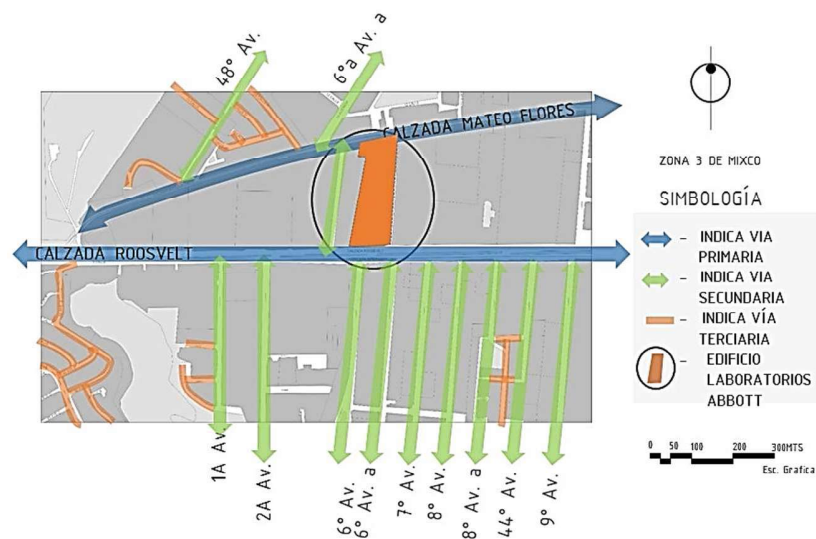 48° Av.
6°a Av. a
CALZADA MATEO FLORES
CALZADA ROOSVELT
1A Av.
2A Av.
6° Av.
6° Av. a
7° Av.
8° Av.
8° Av. a
44° Av.
9° Av.
ZONA 3 DE MIXCO
SIMBOLOGÍA
- INDICA VIA
PRIMARIA
- INDICA VIA
SECUNDARIA
- INDICA VÍA
TERCIARIA
- EDIFICIO
LABORATORIOS
ABBOTT
0 50 100 200 300MTS
Esc. Grafica